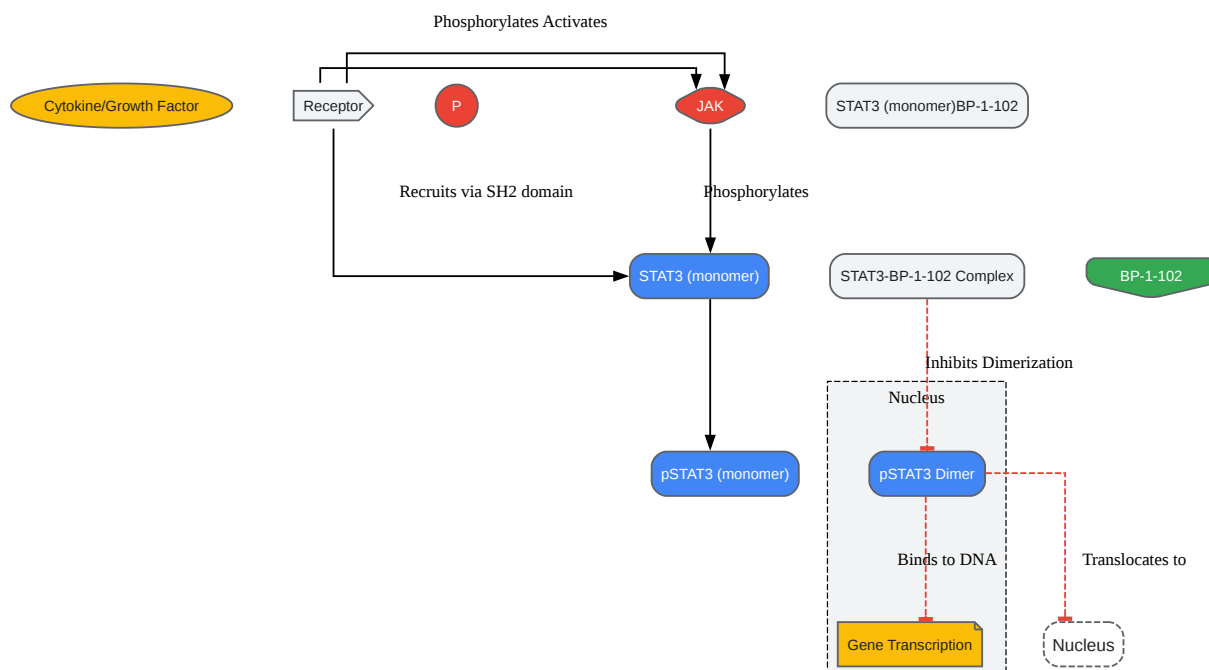 Phosphorylates Activates
Cytokine/Growth Factor
Receptor
P
JAK
STAT3 (monomer)BP-1-102
Recruits via SH2 domain
Phosphorylates
STAT3 (monomer)
STAT3-BP-1-102 Complex
BP-1-102
Inhibits Dimerization
Nucleus
pSTAT3 (monomer)
pSTAT3 Dimer
Binds to DNA
Translocates to
Gene Transcription
Nucleus